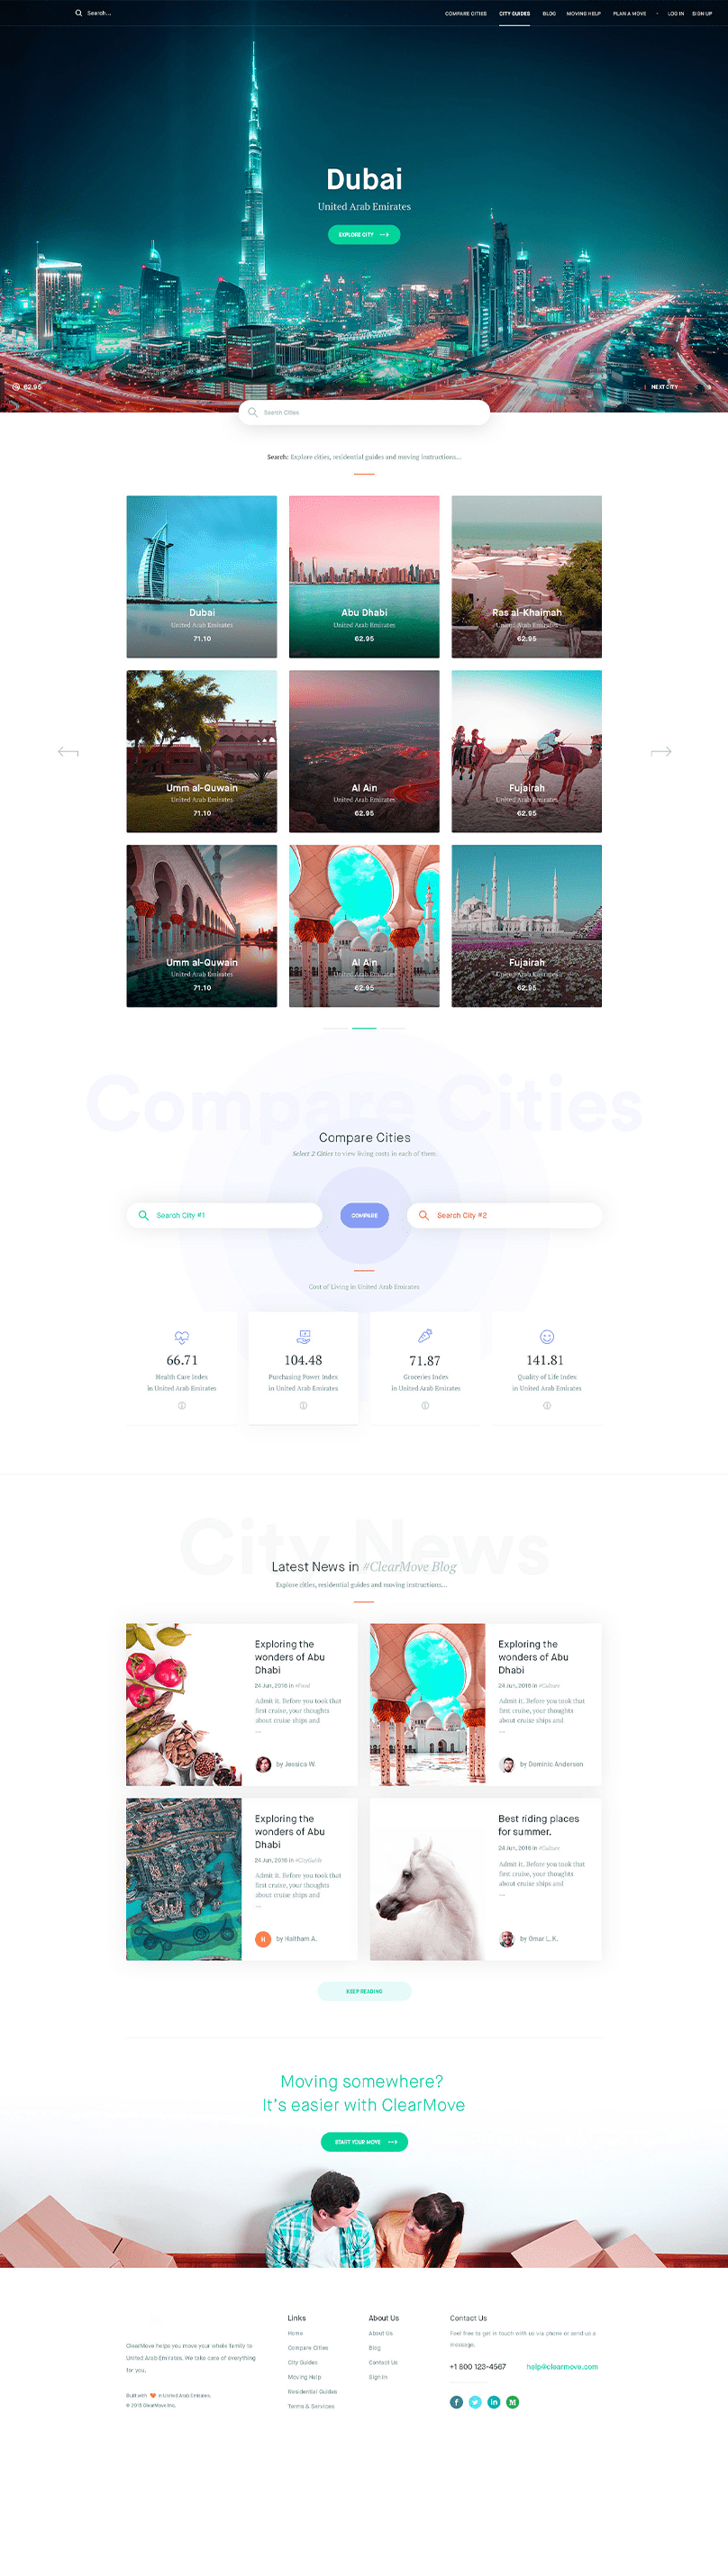 Search...
COMPARE CITIES
CITY GUIDES
BLOG
MOVING HELP
PLAN A MOVE
LOG IN
SIGN UP
Dubai
United Arab Emirates
EXPLORE CITY
62.95
NEXT CITY
Search Cities
Search: Explore cities, residential guides and moving instructions...
Dubai
United Arab Emirates
71.10
Abu Dhabi
United Arab Emirates
62.95
Ras al-Khaimah
United Arab Emirates
62.95
Umm al-Quwain
United Arab Emirates
71.10
Al Ain
United Arab Emirates
62.95
Fujairah
United Arab Emirates
62.95
Umm al-Quwain
United Arab Emirates
71.10
Al Ain
United Arab Emirates
62.95
Fujairah
United Arab Emirates
62.95
Compare Cities
Compare Cities
Select 2 Cities to view living costs in each of them.
Search City #1
COMPARE
Search City #2
Cost of Living in United Arab Emirates
66.71
Health Care Index
in United Arab Emirates
104.48
Purchasing Power Index
in United Arab Emirates
71.87
Groceries Index
in United Arab Emirates
141.81
Quality of Life Index
in United Arab Emirates
City News
Latest News in #ClearMove Blog
Explore cities, residential guides and moving instructions...
Exploring the
wonders of Abu
Dhabi
24 Jun, 2016 in #Food
Admit it. Before you took that
first cruise, your thoughts
about cruise ships and
...
by Jessica W.
Exploring the
wonders of Abu
Dhabi
24 Jun, 2016 in #Culture
Admit it. Before you took that
first cruise, your thoughts
about cruise ships and
...
by Dominic Anderson
Exploring the
wonders of Abu
Dhabi
24 Jun, 2016 in #CityGuide
Admit it. Before you took that
first cruise, your thoughts
about cruise ships and
...
H
by Haitham A.
Best riding places
for summer.
24 Jun, 2016 in #Culture
Admit it. Before you took that
first cruise, your thoughts
about cruise ships and
...
by Omar L. K.
KEEP READING
Moving somewhere?
It's easier with ClearMove
START YOUR MOVE
ClearMove helps you move your whole family to
United Arab Emirates. We take care of everything
for you.
Built with in United Arab Emirates.
© 2015 ClearMove Inc.
Links
Home
Compare Cities
City Guides
Moving Help
Residential Guides
Terms & Services
About Us
About Us
Blog
Contact Us
Sign In
Contact Us
Feel free to get in touch with us via phone or send us a
message.
+1 800 123-4567
help@clearmove.com